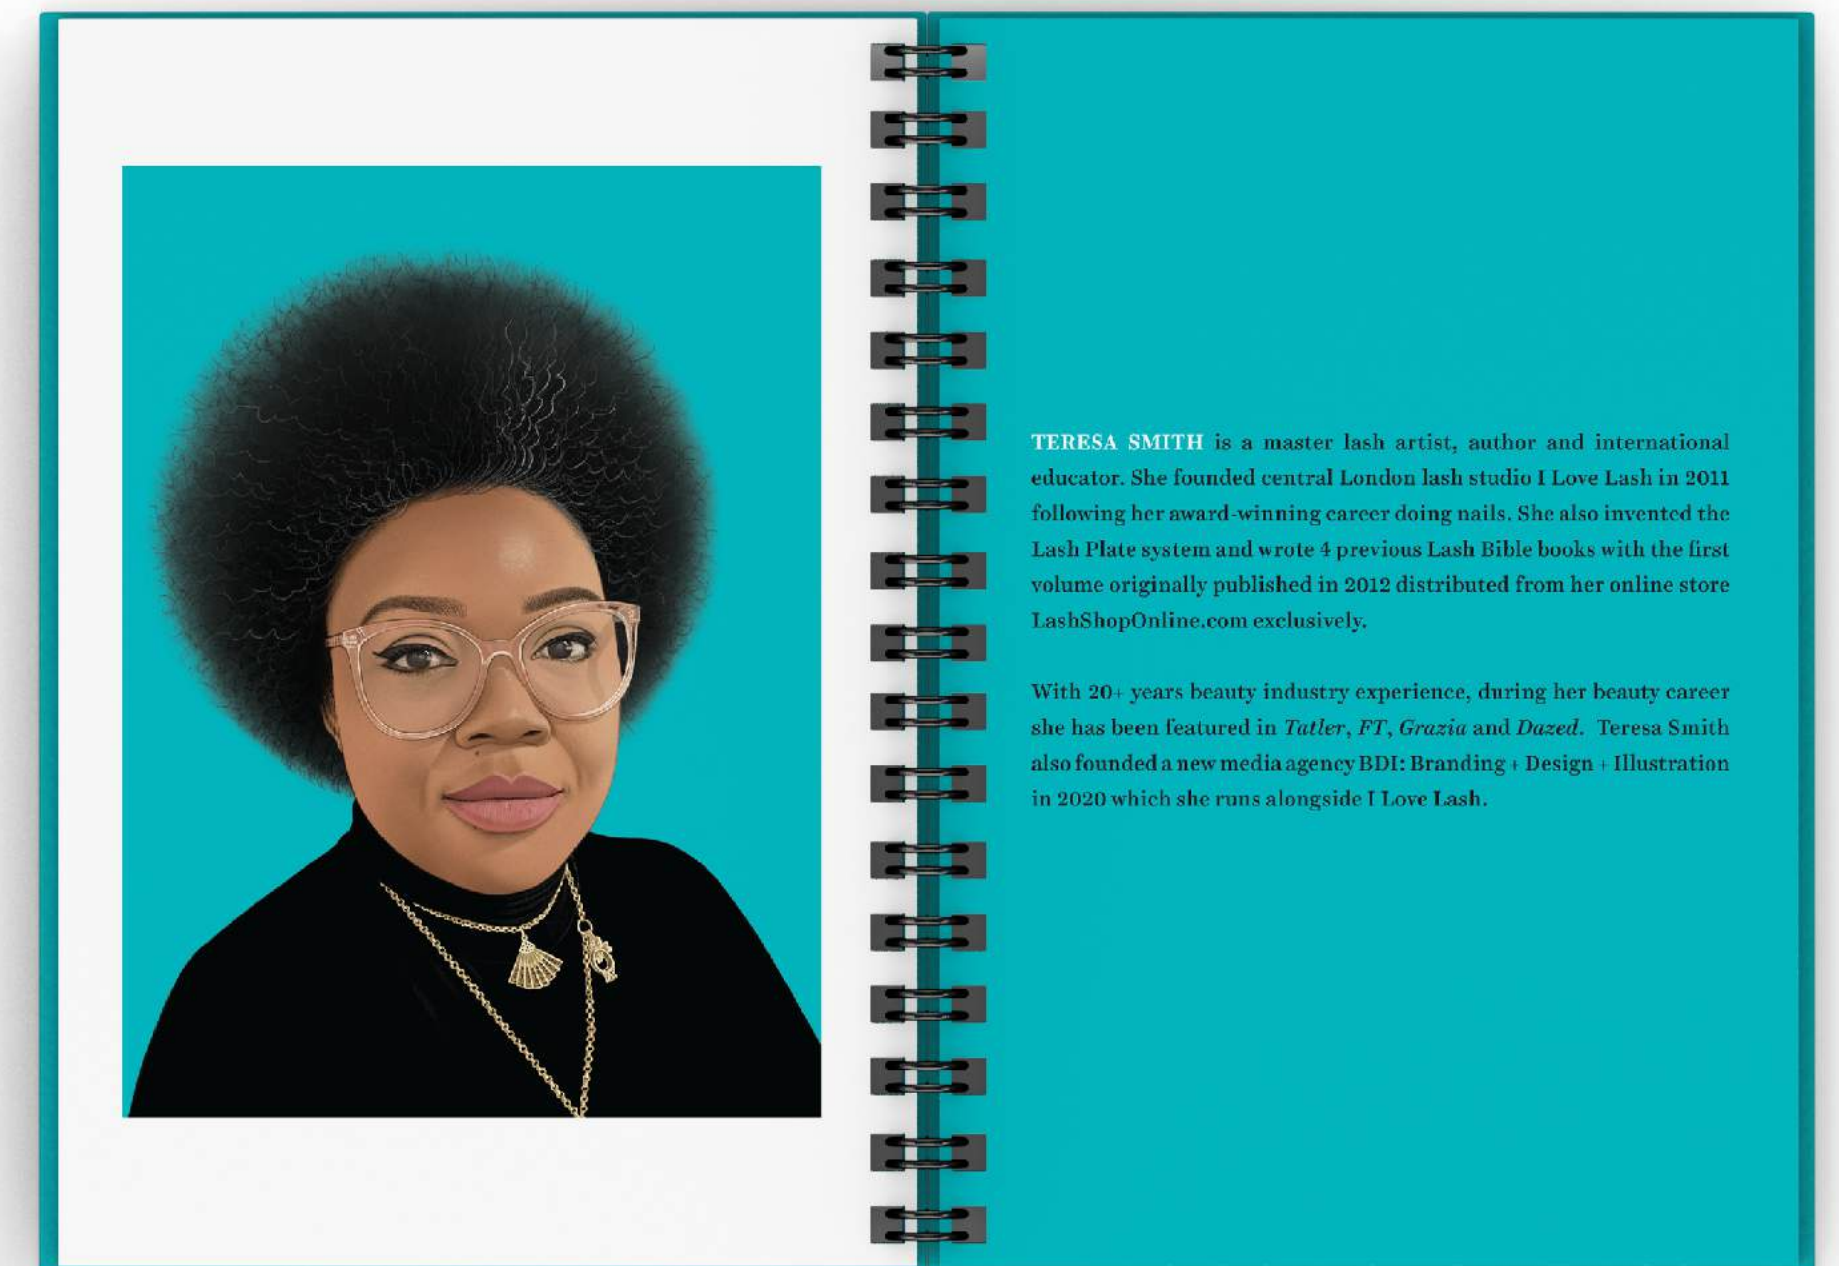 TERESA SMITH is a master lash artist, author and international
educator. She founded central London lash studio I Love Lash in 2011
following her award-winning career doing nails. She also invented the
Lash Plate system and wrote 4 previous Lash Bible books with the first
volume originally published in 2012 distributed from her online store
LashShopOnline.com exclusively.
With 20+ years beauty industry experience, during her beauty career
she has been featured in Tatler, FT, Grazia and Dazed. Teresa Smith
also founded a new media agency BDI: Branding + Design + Illustration
in 2020 which she runs alongside I Love Lash.